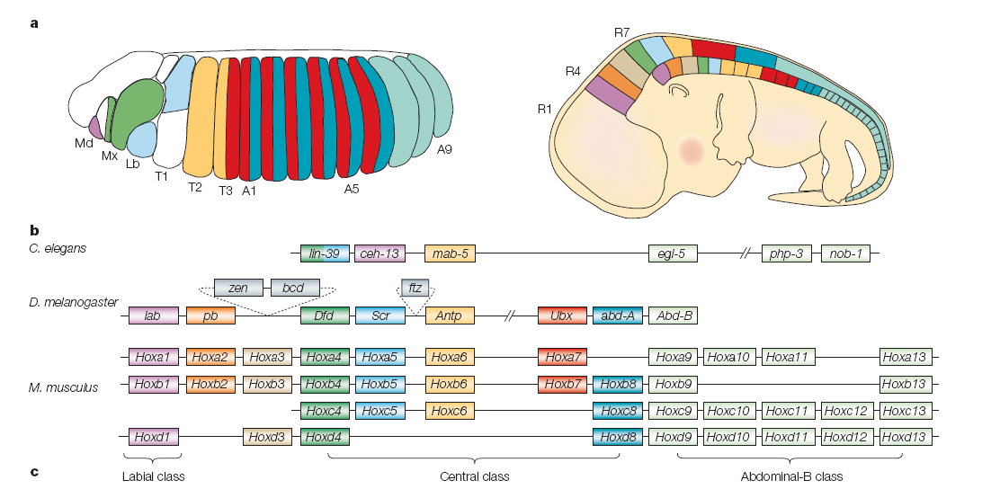 a
R7
R4
R1
Md
Mx
Lb
T1
T2
T3
A1
A5
A9
b
C. elegans
lin-39 ceh-13 mab-5 egl-5 // php-3 nob-1
zen bcd ftz
D. melanogaster
lab pb Dfd Scr Antp // Ubx abd-A Abd-B
Hoxa1 Hoxa2 Hoxa3 Hoxa4 Hoxa5 Hoxa6 Hoxa7 Hoxa9 Hoxa10 Hoxa11 Hoxa13
M. musculus
Hoxb1 Hoxb2 Hoxb3 Hoxb4 Hoxb5 Hoxb6 Hoxb7 Hoxb8 Hoxb9 Hoxb13
Hoxc4 Hoxc5 Hoxc6 Hoxc8 Hoxc9 Hoxc10 Hoxc11 Hoxc12 Hoxc13
Hoxd1 Hoxd3 Hoxd4 Hoxd8 Hoxd9 Hoxd10 Hoxd11 Hoxd12 Hoxd13
c
Labial class Central class Abdominal-B class